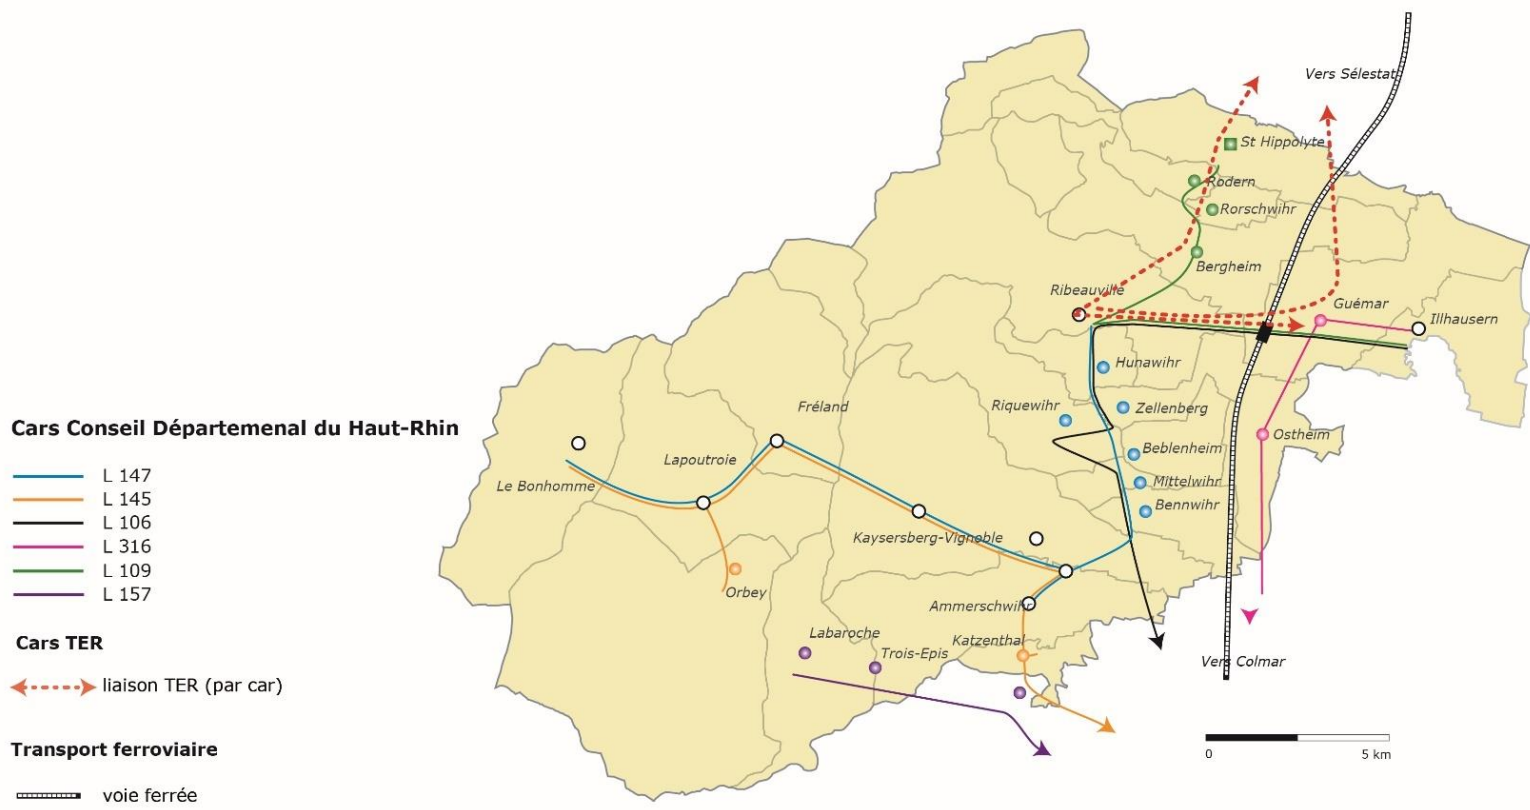 Vers Sélestat
St Hippolyte
Rodern
Rorschwihr
Bergheim
Ribeauvillé
Guémar
Illhausern
Hunawihr
Riquewihr
Zellenberg
Fréland
Cars Conseil Départemenal du Haut-Rhin
Ostheim
Beblenheim
Lapoutroie
L 147
Le Bonhomme
Mittelwihr
L 145
Bennwihr
L 106
Kaysersberg-Vignoble
L 316
L 109
L 157
Orbey
Ammerschwihr
Labaroche
Katzenthal
Cars TER
Trois-Epis
Vers Colmar
liaison TER (par car)
Transport ferroviaire
0
5 km
voie ferrée